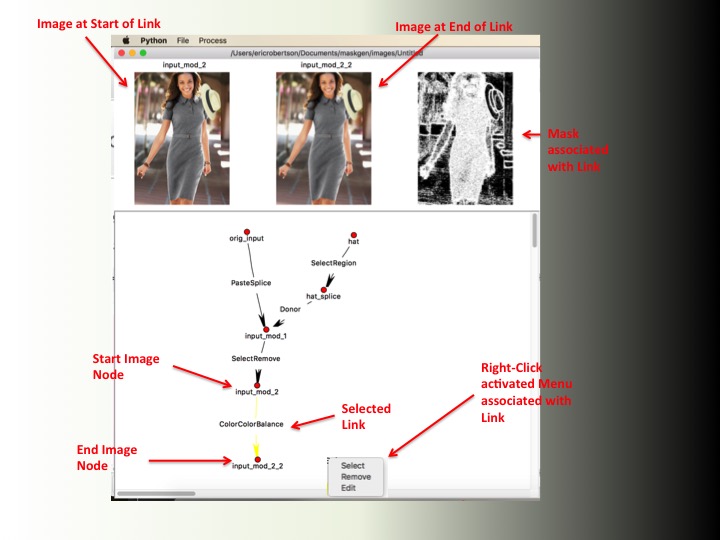 Image at Start of Link
Image at End of Link
Python File Process
/Users/ericrobertson/Documents/maskgen/images/Untitled
input_mod_2
input_mod_2_2
Mask
associated
with Link
orig_input
hat
SelectRegion
PasteSplice
hat_splice
Donor
input_mod_1
SelectRemove
Start Image
Node
input_mod_2
Right-Click
activated Menu
associated with
Link
Selected
Link
ColorColorBalance
End Image
Node
input_mod_2_2
Select
Remove
Edit